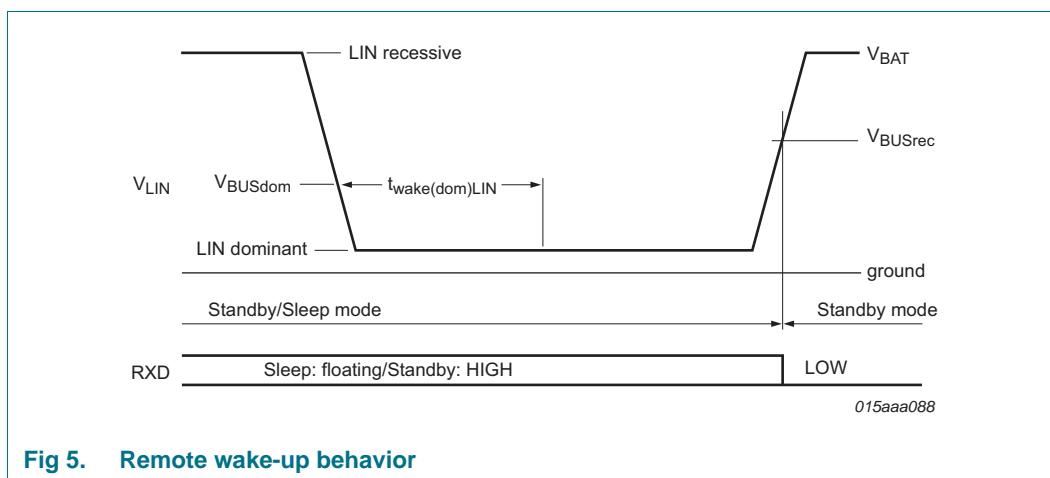 LIN recessive
V_BAT
V_BUSrec
V_LIN
V_BUSdom
t_wake(dom)LIN
LIN dominant
ground
Standby/Sleep mode
Standby mode
RXD
Sleep: floating/Standby: HIGH
LOW
015aaa088
Fig 5. Remote wake-up behavior